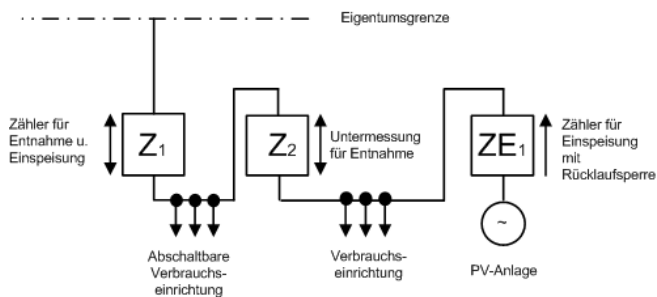 Eigentumsgrenze
Zähler für
Entnahme u.
Einspeisung
Z1
Z2
Untermessung
für Entnahme
ZE1
Zähler für
Einspeisung
mit
Rücklaufsperre
Abschaltbare
Verbrauchs-
einrichtung
Verbrauchs-
einrichtung
~
PV-Anlage